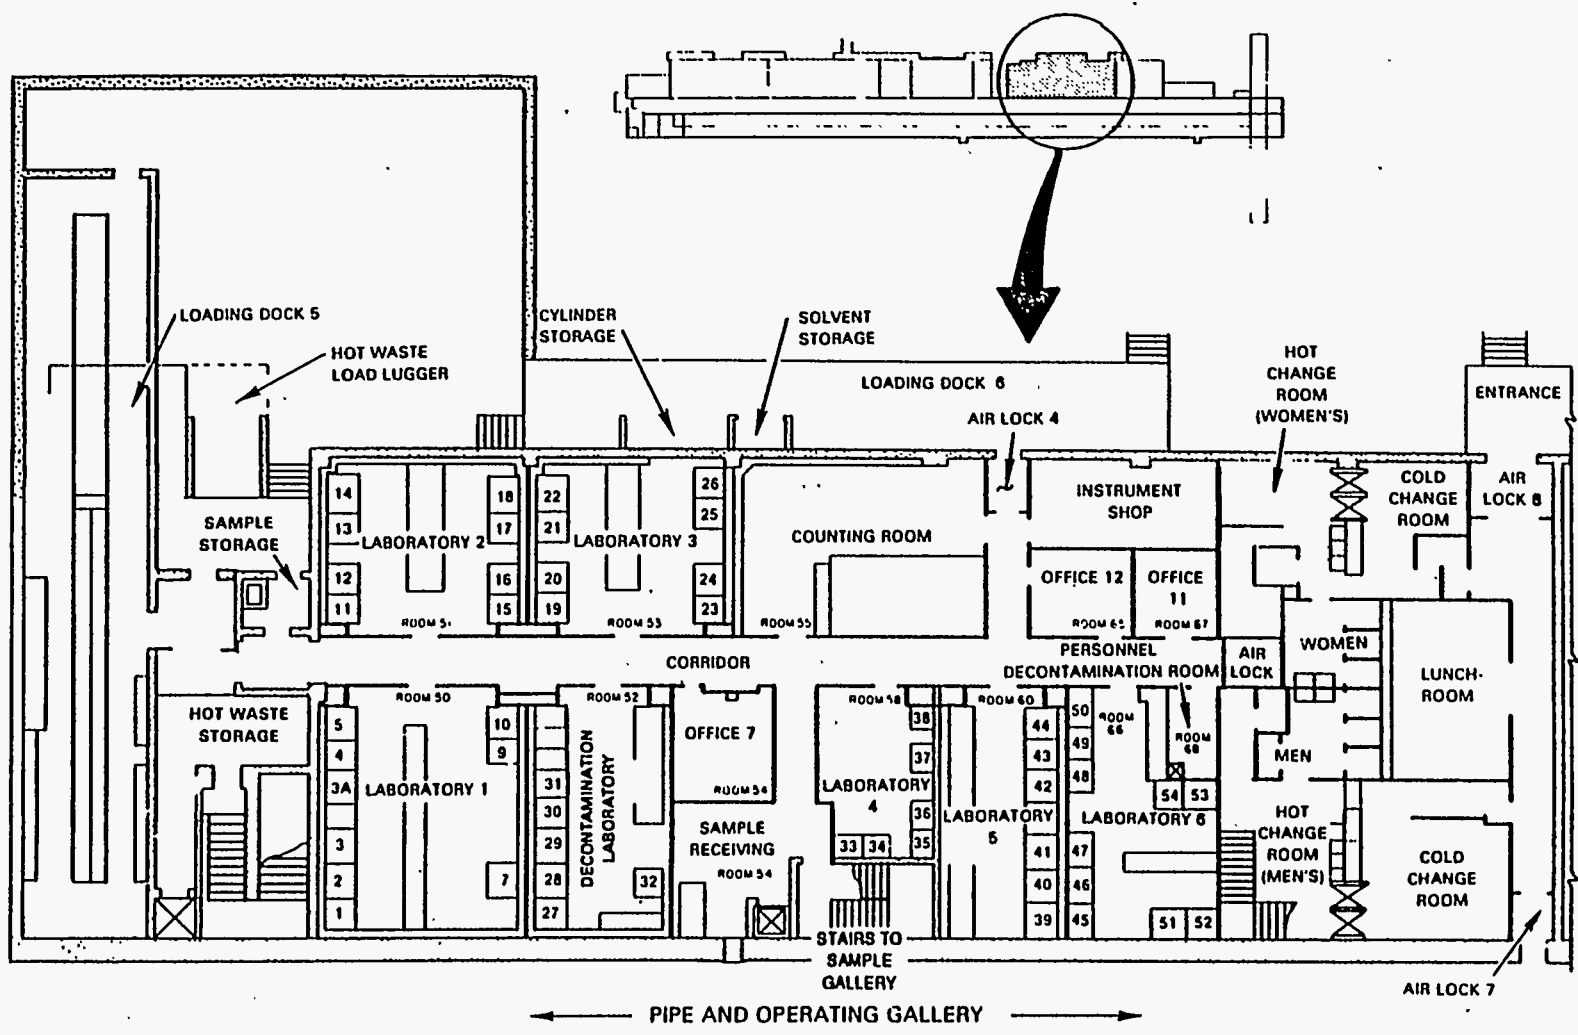 LOADING DOCK 5
HOT WASTE
LOAD LUGGER
CYLINDER
STORAGE
SOLVENT
STORAGE
LOADING DOCK 6
AIR LOCK 4
HOT
CHANGE
ROOM
(WOMEN'S)
ENTRANCE
SAMPLE
STORAGE
14
13
12
11
LABORATORY 2
18
17
16
15
ROOM 51
22
21
20
19
LABORATORY 3
26
25
24
23
ROOM 53
COUNTING ROOM
ROOM 55
INSTRUMENT
SHOP
OFFICE 12
ROOM 65
OFFICE
11
ROOM 67
COLD
CHANGE
ROOM
AIR
LOCK 8
CORRIDOR
PERSONNEL
DECONTAMINATION ROOM
AIR
LOCK
WOMEN
LUNCH-
ROOM
HOT WASTE
STORAGE
ROOM 50
5
4
3A
3
2
1
LABORATORY 1
10
9
7
ROOM 52
DECONTAMINATION
LABORATORY
31
30
29
28
27
32
OFFICE 7
ROOM 54
SAMPLE
RECEIVING
ROOM 54
ROOM 58
38
37
36
35
LABORATORY
4
33
34
ROOM 60
LABORATORY
5
44
43
42
41
40
39
50
49
48
47
46
45
ROOM
66
ROOM
68
54
53
LABORATORY 6
51
52
MEN
HOT
CHANGE
ROOM
(MEN'S)
COLD
CHANGE
ROOM
STAIRS TO
SAMPLE
GALLERY
AIR LOCK 7
PIPE AND OPERATING GALLERY